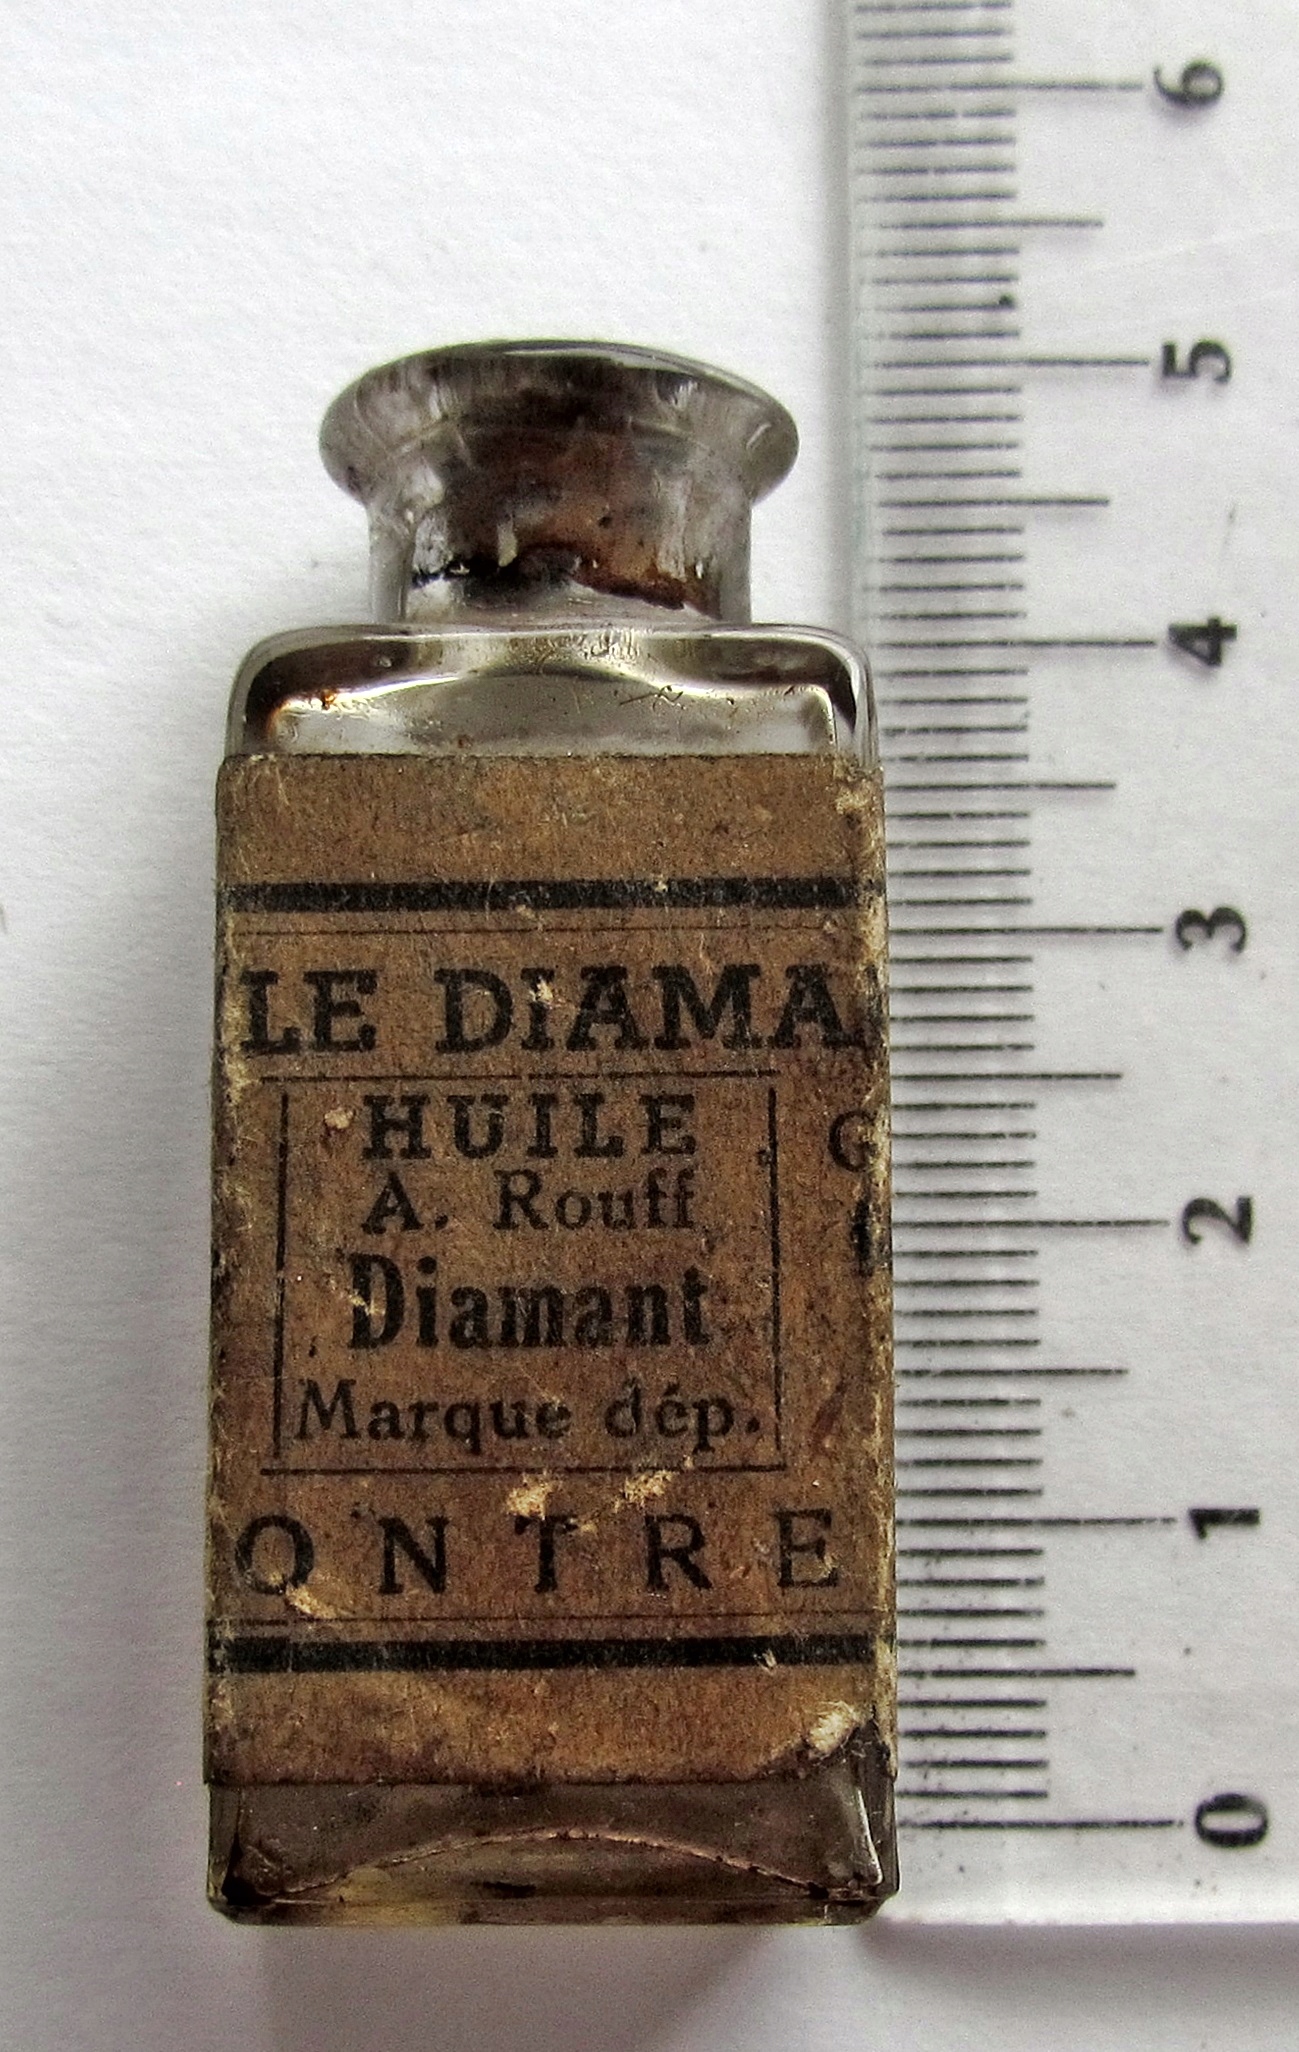 LE DIAMA
HUILE
A. Rouff
Diamant
Marque dép.
ONTRE
6
5
4
3
2
1
0